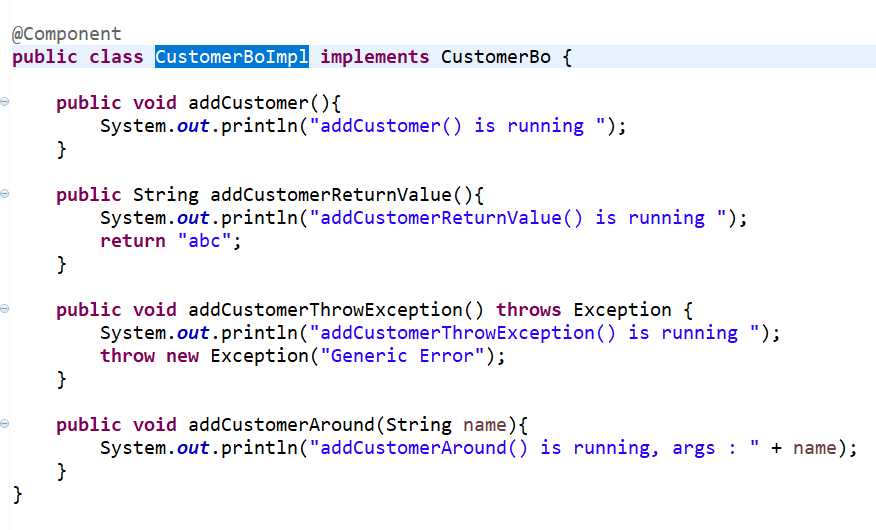 @Component
public class CustomerBoImpl implements CustomerBo {
public void addCustomer(){
System.out.println("addCustomer() is running ");
}
public String addCustomerReturnValue(){
System.out.println("addCustomerReturnValue() is running ");
return "abc";
}
public void addCustomerThrowException() throws Exception {
System.out.println("addCustomerThrowException() is running ");
throw new Exception("Generic Error");
}
public void addCustomerAround(String name){
System.out.println("addCustomerAround() is running, args : " + name);
}
}